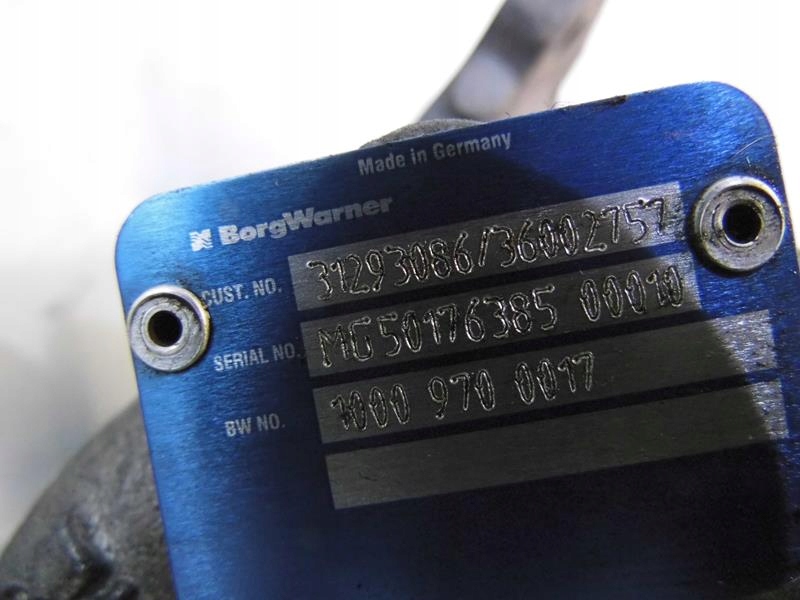 Made in Germany
BorgWarner
CUST. NO. 31293086/36002757
SERIAL NO. MG50176385 00010
BW NO. 1000 970 0017